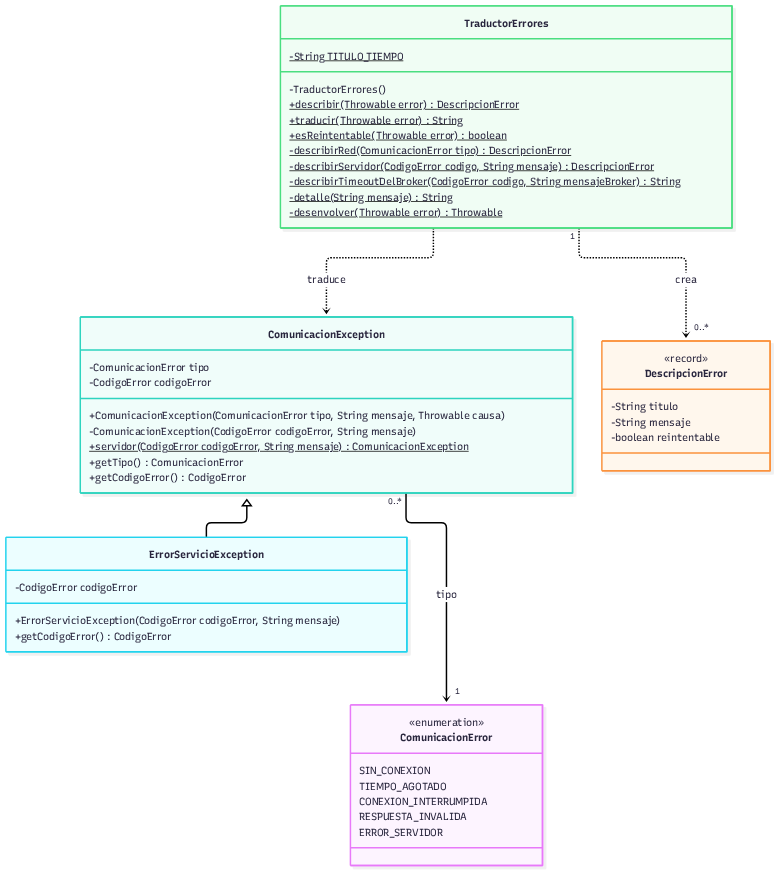 TraductorErrores
-String TITULO_TIEMPO
-TraductorErrores()
+describir(Throwable error) : DescripcionError
+traducir(Throwable error) : String
+esReintentable(Throwable error) : boolean
-describirRed(ComunicacionError tipo) : DescripcionError
-describirServidor(CodigoError codigo, String mensaje) : DescripcionError
-describirTimeoutDelBroker(CodigoError codigo, String mensajeBroker) : String
-detalle(String mensaje) : String
-desenvolver(Throwable error) : Throwable
1
traduce
crea
0..*
ComunicacionException
-ComunicacionError tipo
-CodigoError codigoError
+ComunicacionException(ComunicacionError tipo, String mensaje, Throwable causa)
-ComunicacionException(CodigoError codigoError, String mensaje)
+servidor(CodigoError codigoError, String mensaje) : ComunicacionException
+getTipo() : ComunicacionError
+getCodigoError() : CodigoError
«record»
DescripcionError
-String titulo
-String mensaje
-boolean reintentable
0..*
ErrorServicioException
-CodigoError codigoError
+ErrorServicioException(CodigoError codigoError, String mensaje)
+getCodigoError() : CodigoError
tipo
1
«enumeration»
ComunicacionError
SIN_CONEXION
TIEMPO_AGOTADO
CONEXION_INTERRUMPIDA
RESPUESTA_INVALIDA
ERROR_SERVIDOR